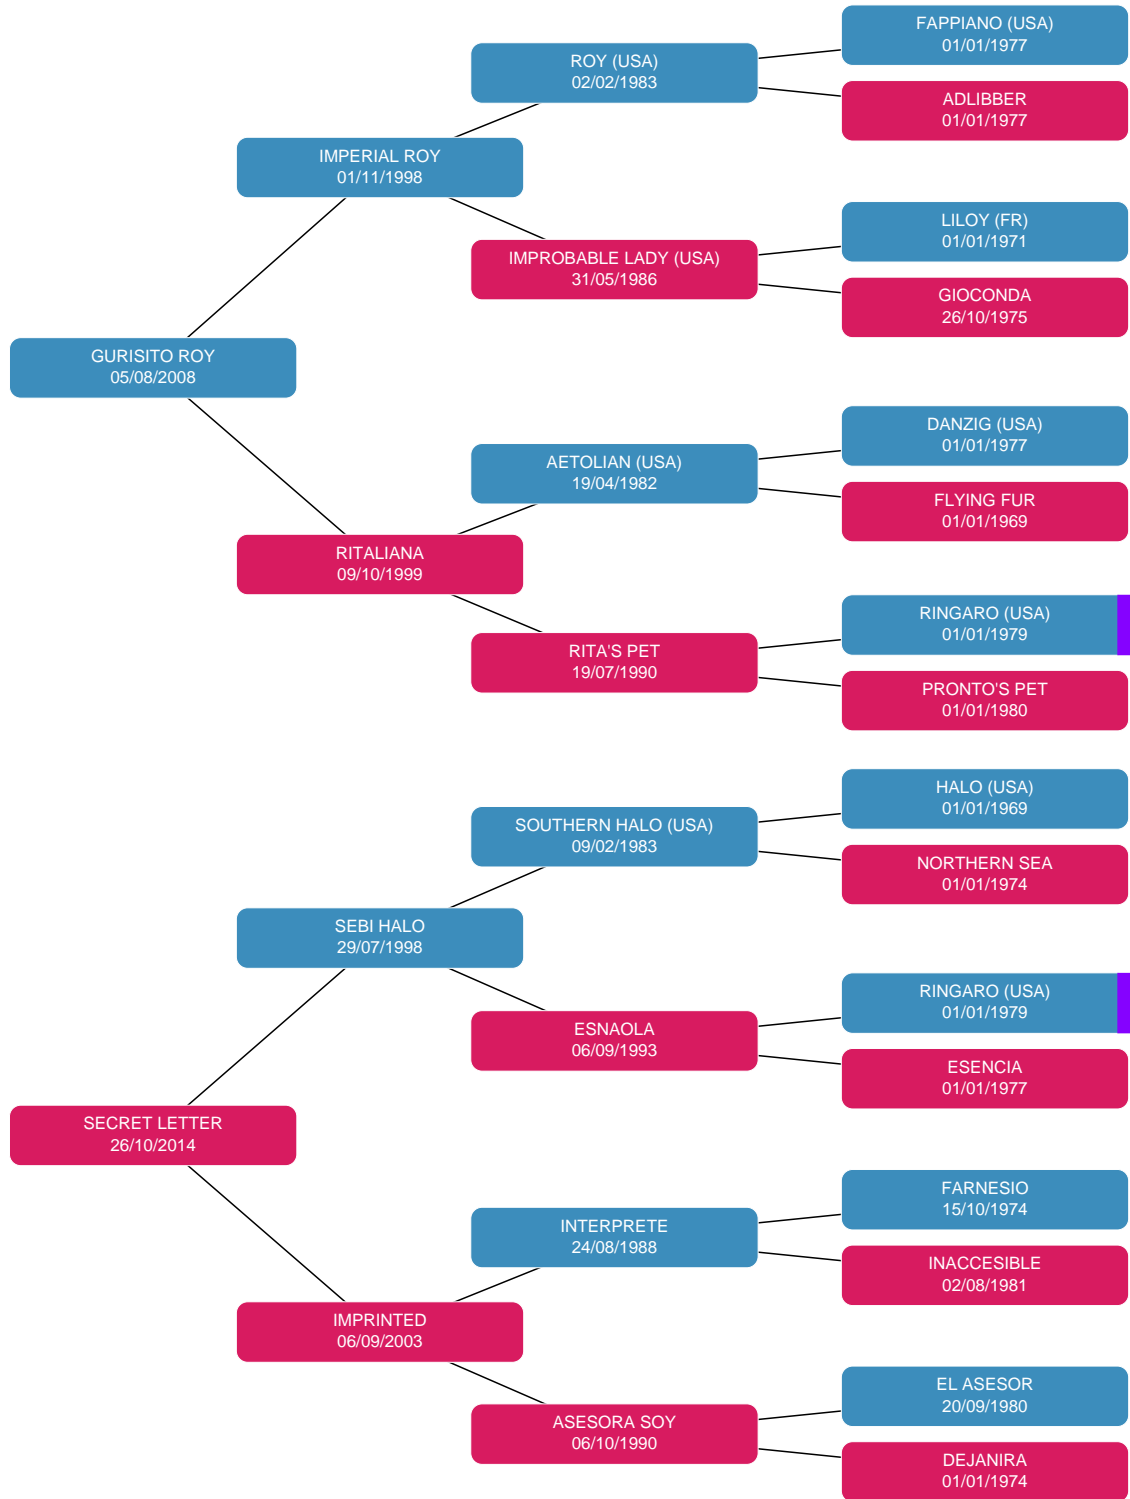 FAPPIANO (USA)
01/01/1977
ROY (USA)
02/02/1983
ADLIBBER
01/01/1977
IMPERIAL ROY
01/11/1998
LILOY (FR)
01/01/1971
IMPROBABLE LADY (USA)
31/05/1986
GIOCONDA
26/10/1975
GURISITO ROY
05/08/2008
DANZIG (USA)
01/01/1977
AETOLIAN (USA)
19/04/1982
FLYING FUR
01/01/1969
RITALIANA
09/10/1999
RINGARO (USA)
01/01/1979
RITA'S PET
19/07/1990
PRONTO'S PET
01/01/1980
HALO (USA)
01/01/1969
SOUTHERN HALO (USA)
09/02/1983
NORTHERN SEA
01/01/1974
SEBI HALO
29/07/1998
RINGARO (USA)
01/01/1979
ESNAOLA
06/09/1993
ESENCIA
01/01/1977
SECRET LETTER
26/10/2014
FARNESIO
15/10/1974
INTERPRETE
24/08/1988
INACCESIBLE
02/08/1981
IMPRINTED
06/09/2003
EL ASESOR
20/09/1980
ASESORA SOY
06/10/1990
DEJANIRA
01/01/1974